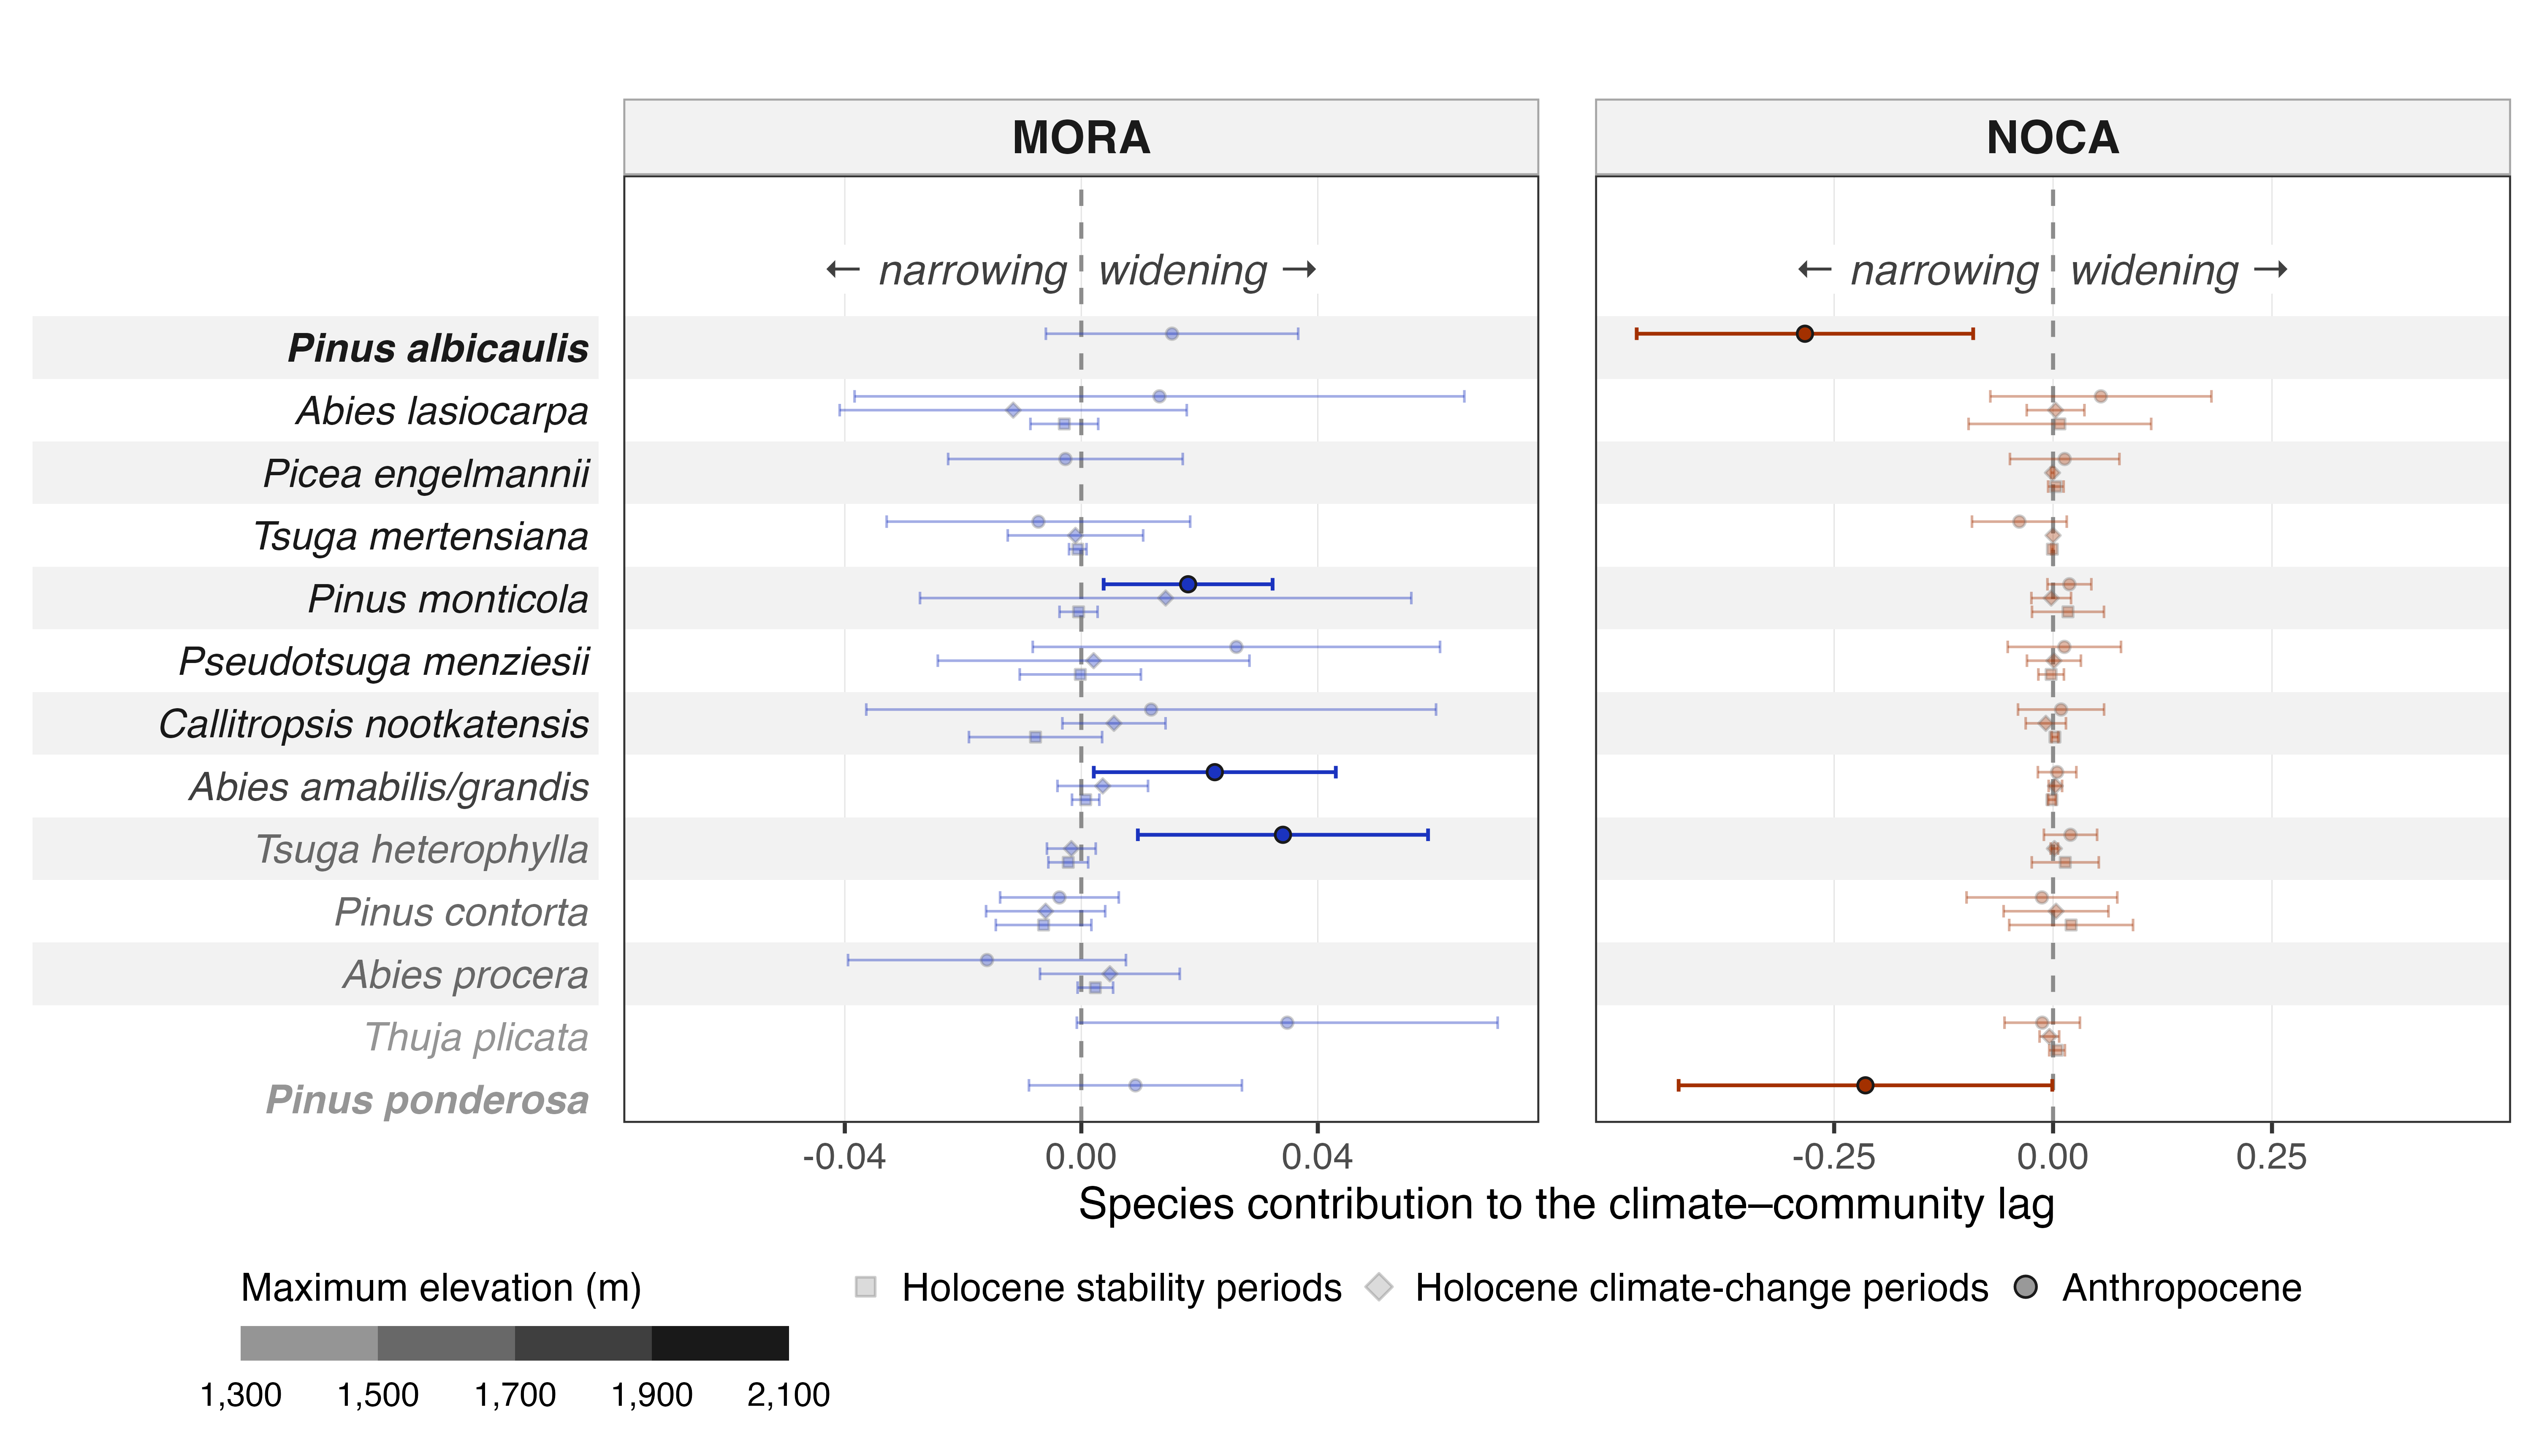 MORA
NOCA
← narrowing widening →
← narrowing widening →
Pinus albicaulis
Abies lasiocarpa
Picea engelmannii
Tsuga mertensiana
Pinus monticola
Pseudotsuga menziesii
Callitropsis nootkatensis
Abies amabilis/grandis
Tsuga heterophylla
Pinus contorta
Abies procera
Thuja plicata
Pinus ponderosa
-0.04 0.00 0.04
-0.25 0.00 0.25
Species contribution to the climate–community lag
Maximum elevation (m)
1,300 1,500 1,700 1,900 2,100
Holocene stability periods
Holocene climate-change periods
Anthropocene